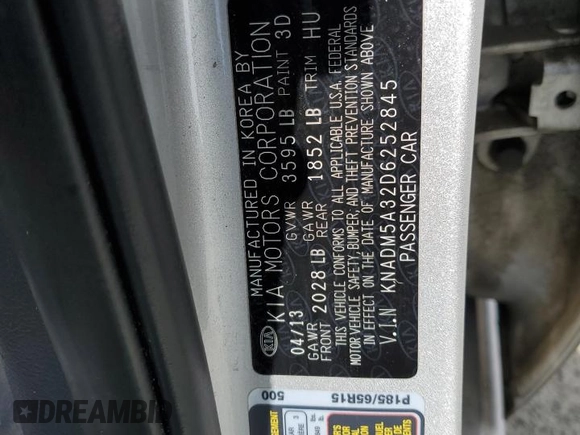 MANUFACTURED IN KOREA BY
KIA KIA MOTORS CORPORATION
04/13 GVWR 3595 LB PAINT 3D
GAWR FRONT 2028 LB GAWR REAR 1852 LB TRIM HU
THIS VEHICLE CONFORMS TO ALL APPLICABLE U.S.A. FEDERAL
MOTOR VEHICLE SAFETY, BUMPER, AND THEFT PREVENTION STANDARDS
IN EFFECT ON THE DATE OF MANUFACTURE SHOWN ABOVE
V.I.N KNADM5A32D6252845
PASSENGER CAR
P185/65R15
500
DREAMBID